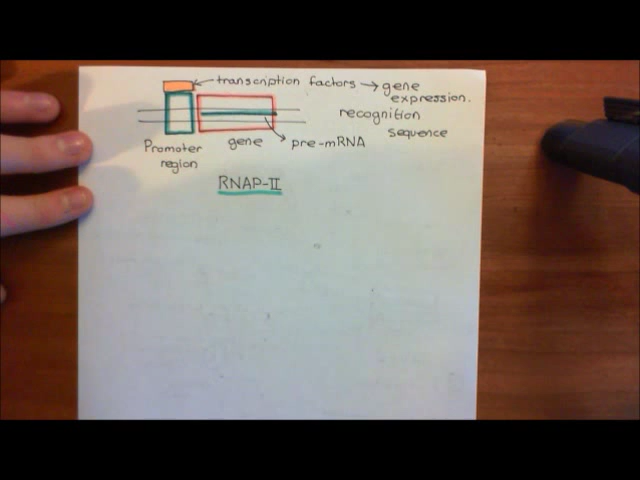 transcription factors → gene
expression.
recognition
sequence
Promoter
region
gene
pre-mRNA
RNAP-II